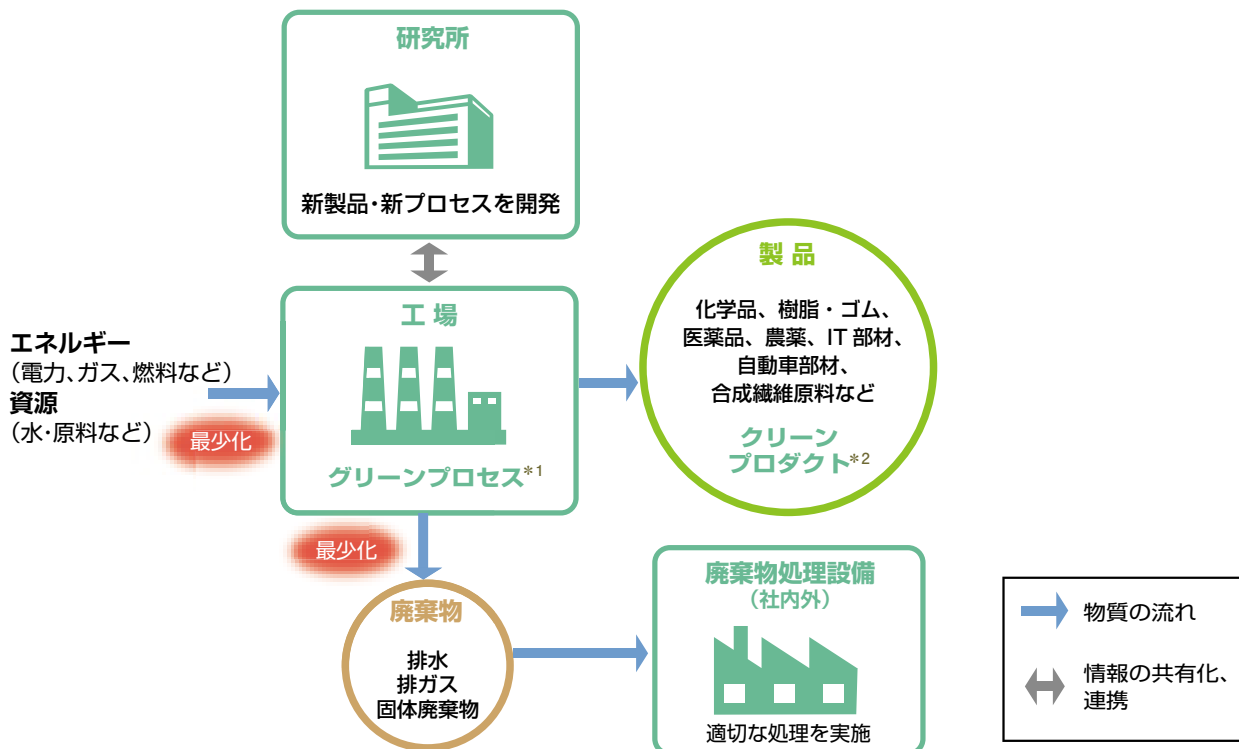 研究所
新製品・新プロセスを開発
工場
グリーンプロセス*1
エネルギー
（電力、ガス、燃料など）
資源
（水・原料など）
最少化
製品
化学品、樹脂・ゴム、
医薬品、農薬、IT部材、
自動車部材、
合成繊維原料など
クリーン
プロダクト*2
最少化
廃棄物
排水
排ガス
固体廃棄物
廃棄物処理設備
（社内外）
適切な処理を実施
物質の流れ
情報の共有化、
連携